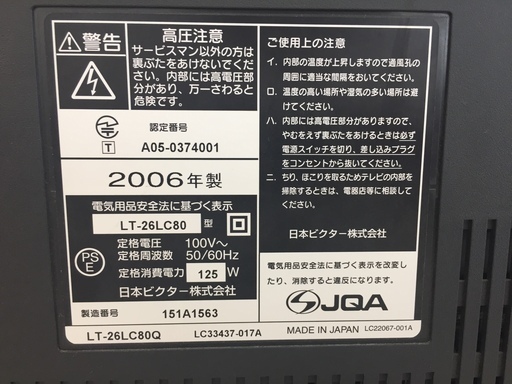 警告
高圧注意
サービスマン以外の方は
裏ぶたをあけないでくだ
さい。内部には高電圧部
分があり、万一さわると
危険です。
T
認定番号
A05-0374001
2006年製
電気用品安全法に基づく表示
LT-26LC80 型
PS
E
定格電圧 100V~
定格周波数 50/60Hz
定格消費電力 125 W
日本ビクター株式会社
製造番号 151A1563
LT-26LC80Q LC33437-017A
ご使用上の注意
イ. 内部の温度が上昇しますので通風孔の
周囲に適当な間隔をおいてください。
ロ. 温度の高い場所や湿気の多い場所は避
けてください。
ハ. 内部には高電圧部分がありますので、
やむをえず裏ぶたをあけるときは必ず
電源スイッチを切り、差し込みプラグ
をコンセントから抜いてください。
ニ. ちり、ほこりを取るためテレビの内部を
掃除するときは、電器店等に相談して
ください。
日本ビクター株式会社
電気用品安全法に基づく表示を改変し
たり、消除すると違反になります。
JQA
MADE IN JAPAN LC22067-001A